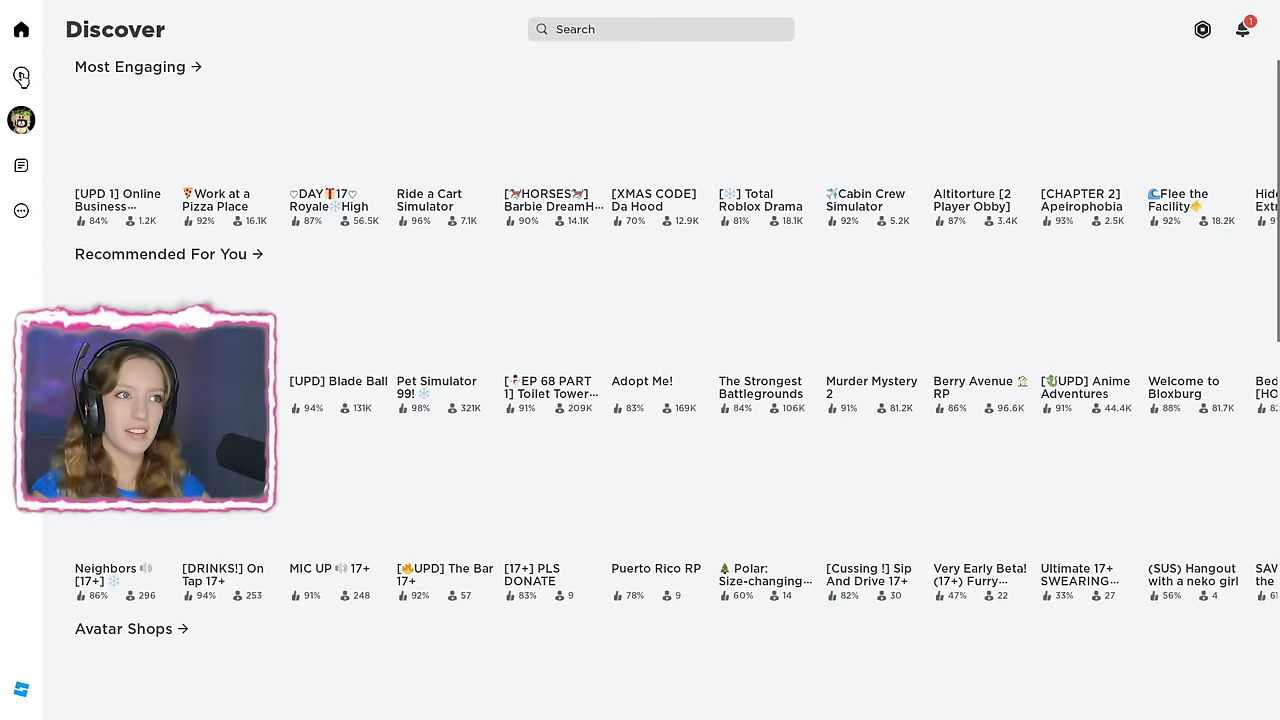 Discover
Search
1
Most Engaging →
[UPD 1] Online Business...
84% 1.2K
🍕Work at a Pizza Place
92% 16.1K
♡DAY🎁17♡ Royale❄️High
87% 56.5K
Ride a Cart Simulator
96% 7.1K
[🐎HORSES🐎] Barbie DreamH...
90% 14.1K
[XMAS CODE] Da Hood
70% 12.9K
[❄️] Total Roblox Drama
81% 18.1K
✈️Cabin Crew Simulator
92% 5.2K
Altitorture [2 Player Obby]
87% 3.4K
[CHAPTER 2] Apeirophobia
93% 2.5K
🌊Flee the Facility
92% 18.2K
Recommended For You →
[UPD] Blade Ball
94% 131K
Pet Simulator 99! ❄️
98% 321K
[EP 68 PART 1] Toilet Tower...
91% 209K
Adopt Me!
83% 169K
The Strongest Battlegrounds
84% 106K
Murder Mystery 2
91% 81.2K
Berry Avenue 🏠 RP
86% 96.6K
[UPD] Anime Adventures
91% 44.4K
Welcome to Bloxburg
88% 81.7K
Neighbors 🔊 [17+] ❄️
86% 296
[DRINKS!] On Tap 17+
94% 253
MIC UP 🔊 17+
91% 248
[🔥UPD] The Bar 17+
92% 57
[17+] PLS DONATE
83% 9
Puerto Rico RP
78% 9
🎄 Polar: Size-changing...
60% 14
[Cussing !] Sip And Drive 17+
82% 30
Very Early Beta! (17+) Furry...
47% 22
Ultimate 17+ SWEARING...
33% 27
(SUS) Hangout with a neko girl
56% 4
Avatar Shops →